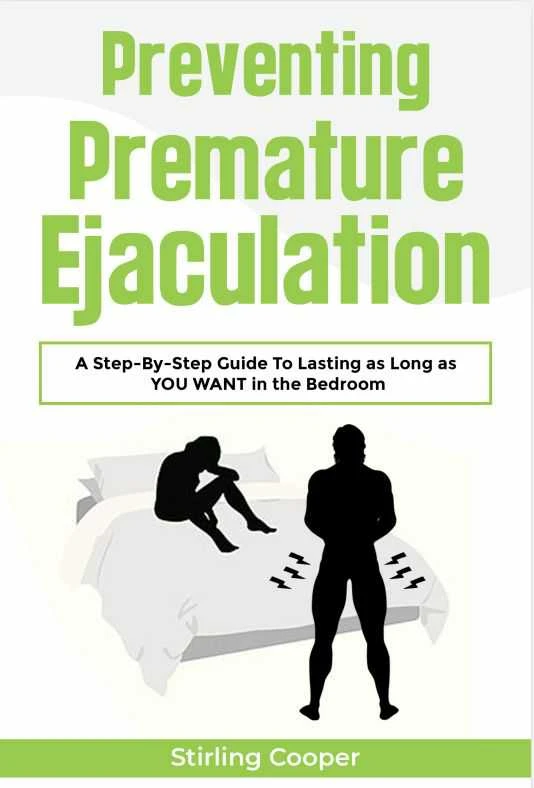 Preventing
Premature
Ejaculation
A Step-By-Step Guide To Lasting as Long as
YOU WANT in the Bedroom
Stirling Cooper